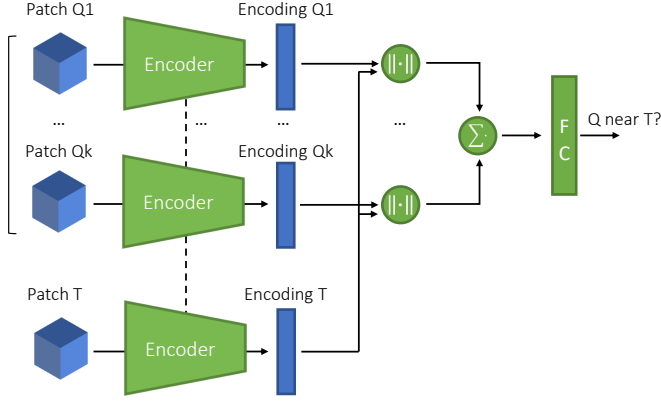 Patch Q1
Encoding Q1
Encoder
||·||
...
...
...
...
∑·
F
C
Q near T?
Patch Qk
Encoding Qk
Encoder
||·||
Patch T
Encoding T
Encoder